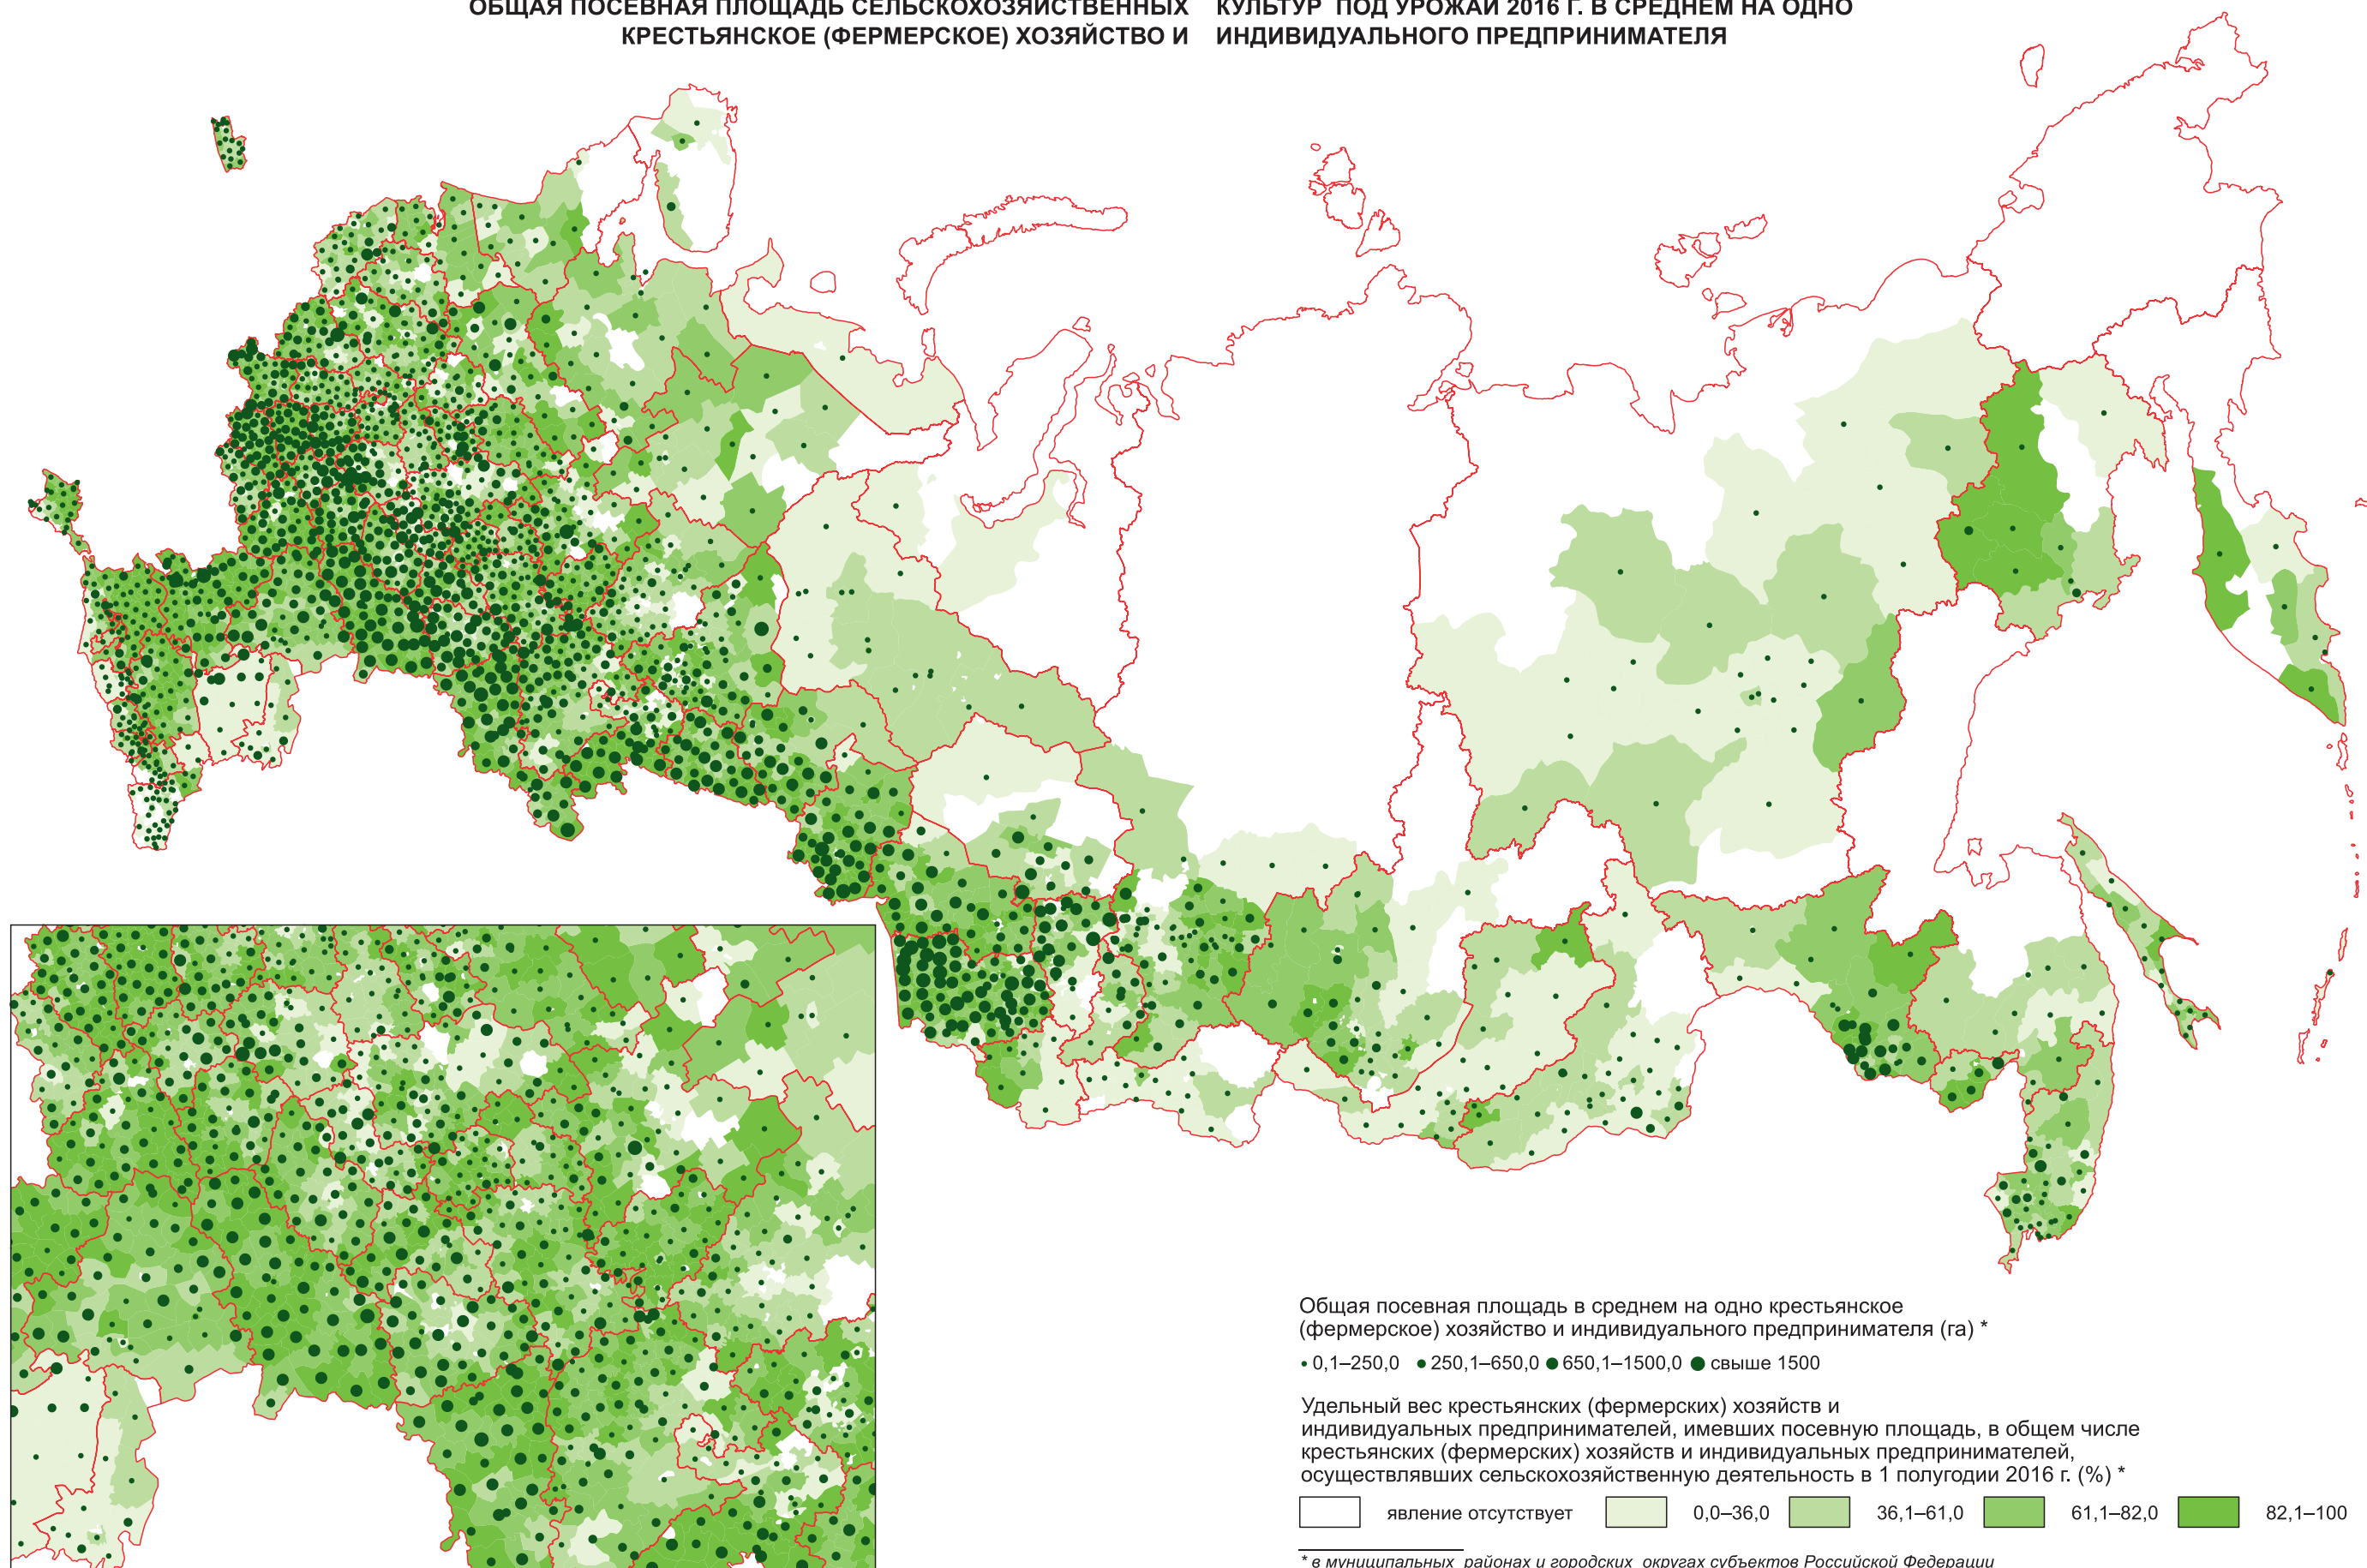 ОБЩАЯ ПОСЕВНАЯ ПЛОЩАДЬ СЕЛЬСКОХОЗЯЙСТВЕННЫХ КУЛЬТУР ПОД УРОЖАЙ 2016 Г. В СРЕДНЕМ НА ОДНО
КРЕСТЬЯНСКОЕ (ФЕРМЕРСКОЕ) ХОЗЯЙСТВО И ИНДИВИДУАЛЬНОГО ПРЕДПРИНИМАТЕЛЯ
Общая посевная площадь в среднем на одно крестьянское
(фермерское) хозяйство и индивидуального предпринимателя (га) *
0,1–250,0 250,1–650,0 650,1–1500,0 свыше 1500
Удельный вес крестьянских (фермерских) хозяйств и
индивидуальных предпринимателей, имевших посевную площадь, в общем числе
крестьянских (фермерских) хозяйств и индивидуальных предпринимателей,
осуществлявших сельскохозяйственную деятельность в 1 полугодии 2016 г. (%) *
явление отсутствует 0,0–36,0 36,1–61,0 61,1–82,0 82,1–100
* в муниципальных районах и городских округах субъектов Российской Федерации